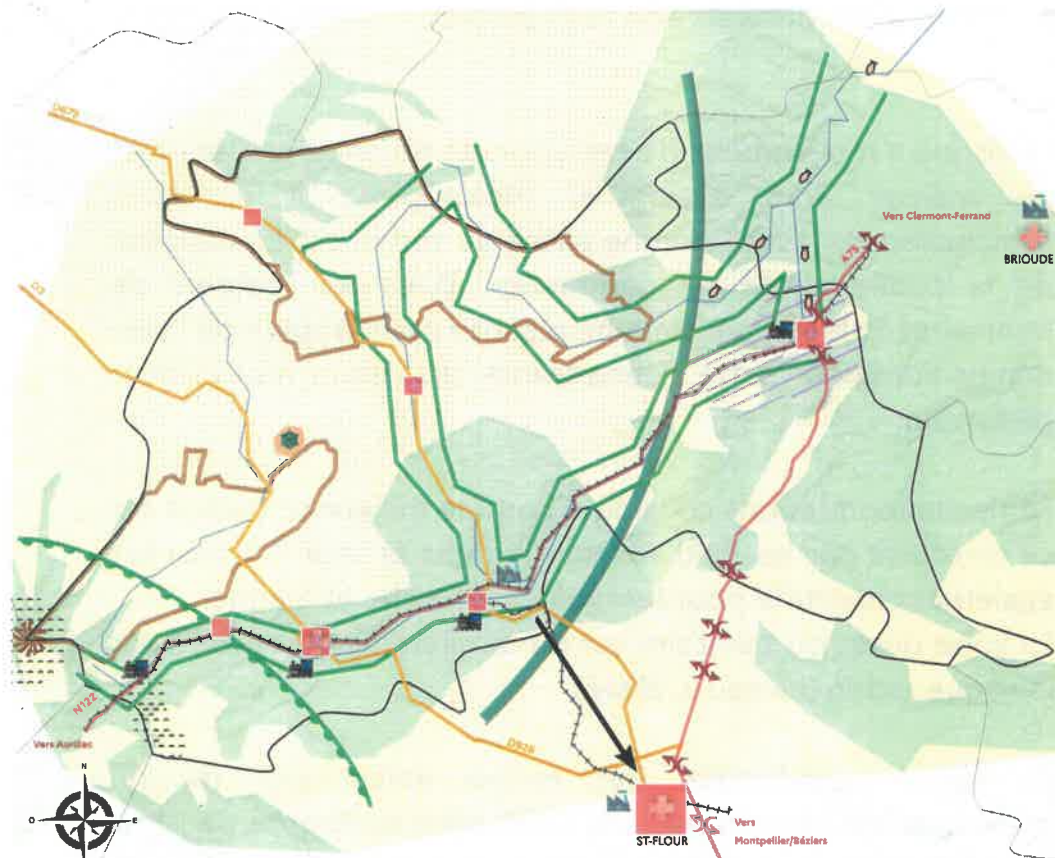 D679
Vers Clermont-Ferrand
BRIOUDE
A75
D3
N122
Vers Aurillac
D926
N
O
E
S
ST-FLOUR
Vers
Montpellier/Béziers